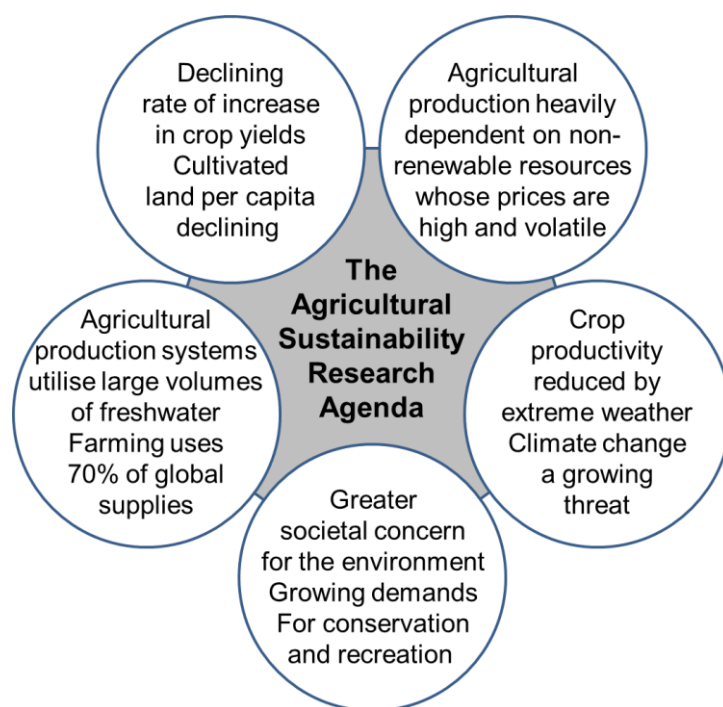 Declining
rate of increase
in crop yields
Cultivated
land per capita
declining
Agricultural
production heavily
dependent on non-
renewable resources
whose prices are
high and volatile
The
Agricultural
Sustainability
Research
Agenda
Agricultural
production systems
utilise large volumes
of freshwater
Farming uses
70% of global
supplies
Crop
productivity
reduced by
extreme weather
Climate change
a growing
threat
Greater
societal concern
for the environment
Growing demands
For conservation
and recreation